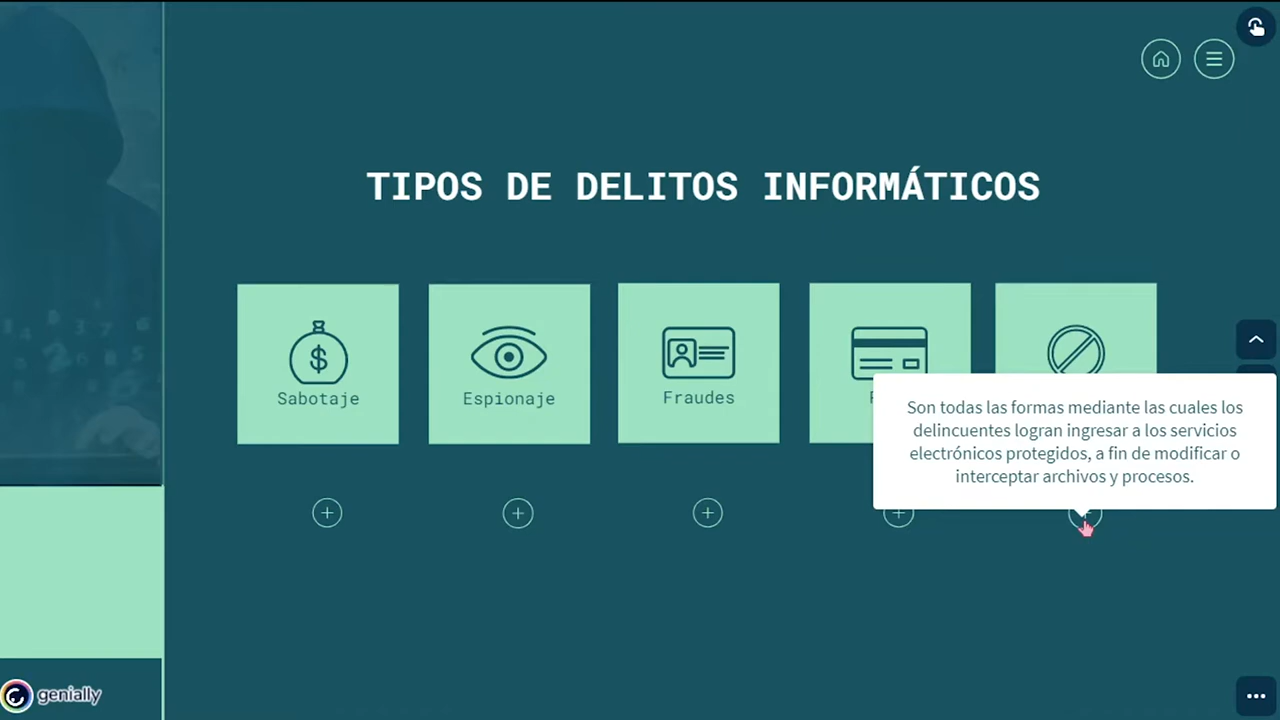 TIPOS DE DELITOS INFORMÁTICOS
Sabotaje
Espionaje
Fraudes
Son todas las formas mediante las cuales los
delincuentes logran ingresar a los servicios
electrónicos protegidos, a fin de modificar o
interceptar archivos y procesos.
genially